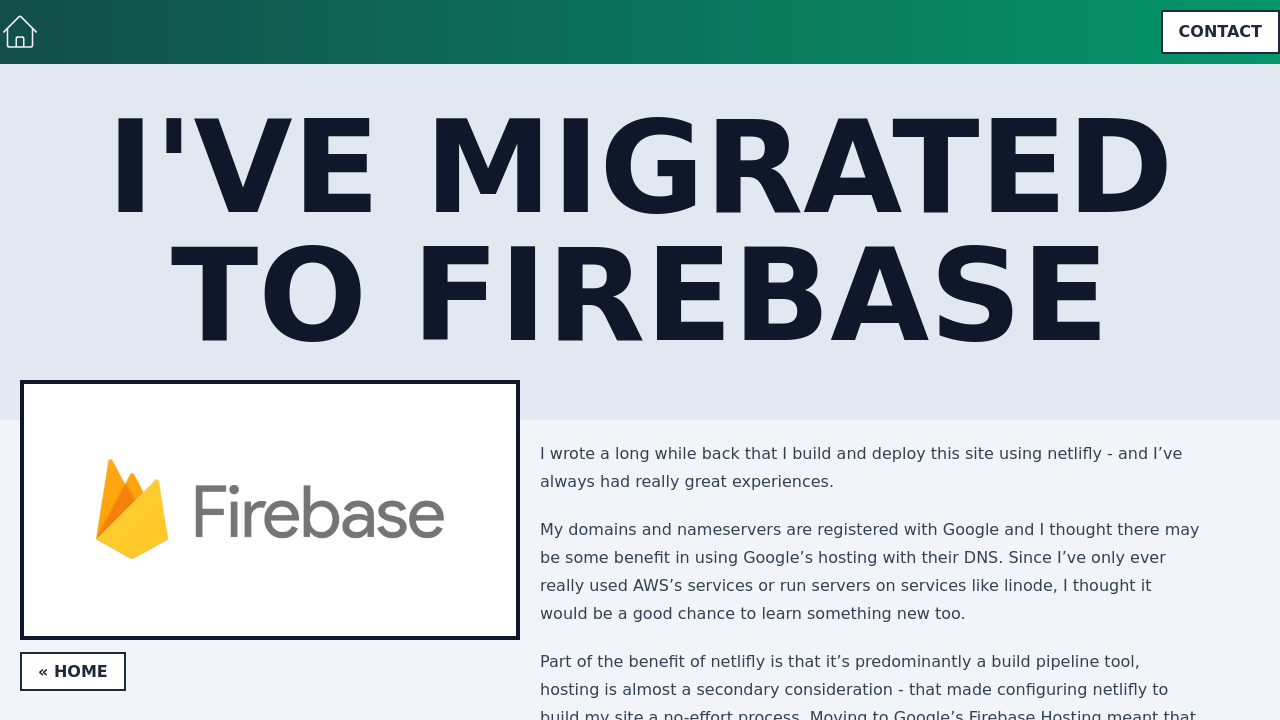 CONTACT
I'VE MIGRATED
TO FIREBASE
Firebase
« HOME
I wrote a long while back that I build and deploy this site using netlifly - and I’ve
always had really great experiences.
My domains and nameservers are registered with Google and I thought there may
be some benefit in using Google’s hosting with their DNS. Since I’ve only ever
really used AWS’s services or run servers on services like linode, I thought it
would be a good chance to learn something new too.
Part of the benefit of netlifly is that it’s predominantly a build pipeline tool,
hosting is almost a secondary consideration - that made configuring netlifly to
build my site a no-effort process. Moving to Google’s Firebase Hosting meant that